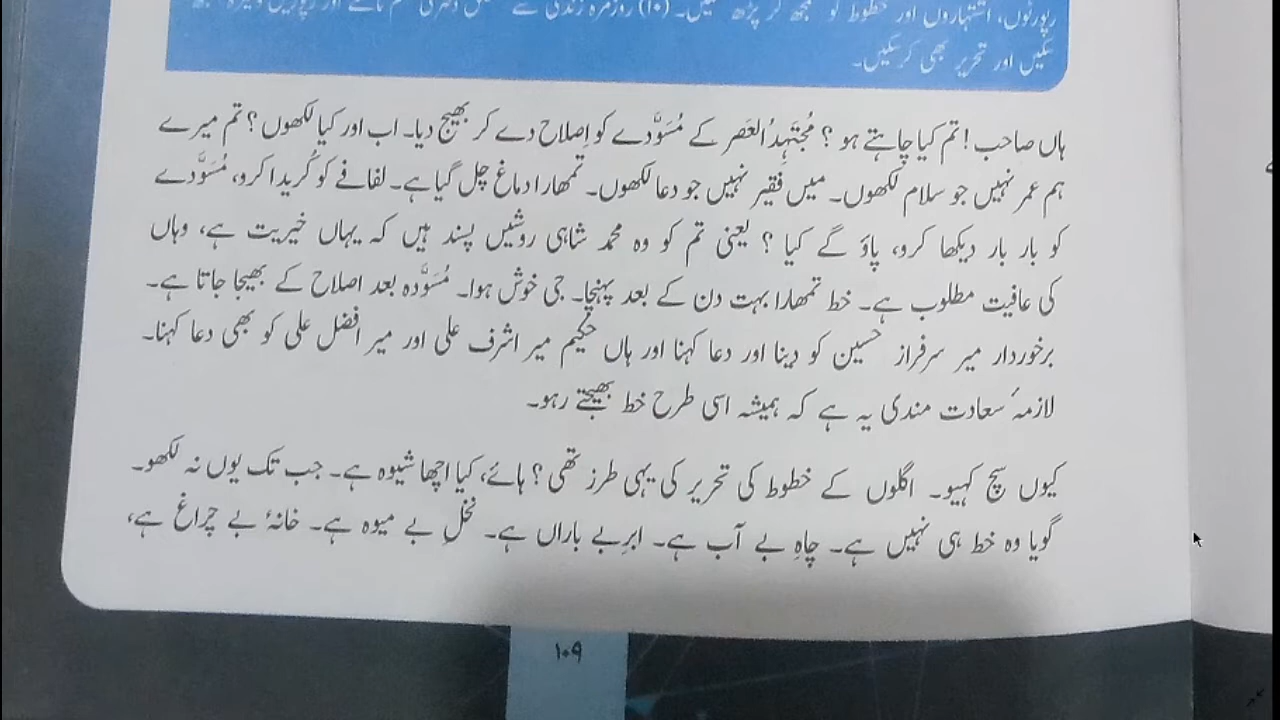 رپورٹوں، اشتہاروں اور خطوط کو سمجھ کر پڑھ سکیں۔ (۱۰) روزمرہ زندگی سے
سکیں اور تحریر بھی کرسکیں۔
ہاں صاحب! تم کیا چاہتے ہو؟ مُجتَہِدُ العَصر کے مُسَوَّدے کو اِصلاح دے کر بھیج دیا۔ اب اور کیا لکھوں؟ تم میرے
ہم عمر نہیں جو سلام لکھوں۔ میں فقیر نہیں جو دعا لکھوں۔ تمھارا دماغ چل گیا ہے۔ لفافے کو کُریدا کرو، مُسَوَّدے
کو بار بار دیکھا کرو، پاؤ گے کیا؟ یعنی تم کو وہ محمد شاہی روشیں پسند ہیں کہ یہاں خیریت ہے، وہاں
کی عافیت مطلوب ہے۔ خط تمھارا بہت دن کے بعد پہنچا۔ جی خوش ہوا۔ مُسَوَّدہ بعد اصلاح کے بھیجا جاتا ہے۔
برخوردار میر سرفراز حسین کو دینا اور دعا کہنا اور ہاں حکیم میر اشرف علی اور میر افضل علی کو بھی دعا کہنا۔
لازمۂ سعادت مندی یہ ہے کہ ہمیشہ اسی طرح خط بھیجتے رہو۔
کیوں سچ کہیو۔ اگلوں کے خطوط کی تحریر کی یہی طرز تھی؟ ہائے، کیا اچھا شیوہ ہے۔ جب تک یوں نہ لکھو۔
گویا وہ خط ہی نہیں ہے۔ چاہِ بے آب ہے۔ ابرِ بے باراں ہے۔ نخلِ بے میوہ ہے۔ خانۂ بے چراغ ہے،
۱۰۹